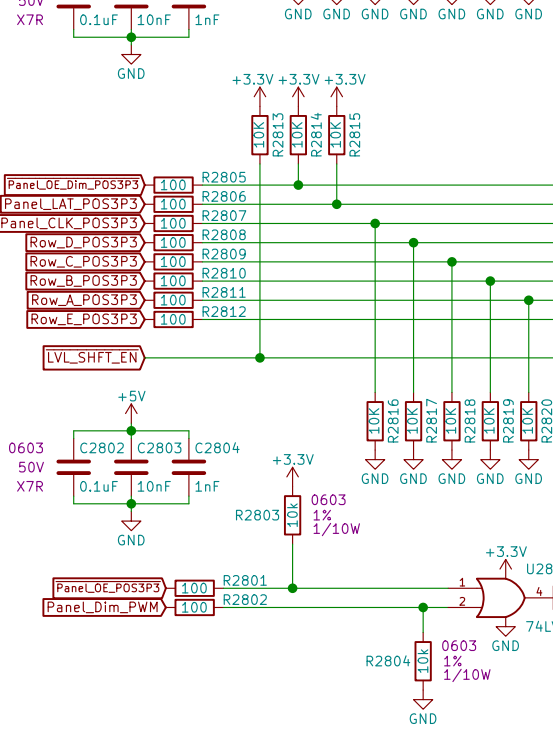 50V
X7R
0.1uF 10nF 1nF
GND GND GND GND GND GND GND GND
GND
+3.3V +3.3V +3.3V
10K R2813 10K R2814 10K R2815
Panel_OE_Dim_POS3P3 100 R2805
Panel_LAT_POS3P3 100 R2806
Panel_CLK_POS3P3 100 R2807
Row_D_POS3P3 100 R2808
Row_C_POS3P3 100 R2809
Row_B_POS3P3 100 R2810
Row_A_POS3P3 100 R2811
Row_E_POS3P3 100 R2812
LVL_SHFT_EN
+5V
10K R2816 10K R2817 10K R2818 10K R2819 10K R2820
GND GND GND GND GND
0603 C2802 C2803 C2804
50V
X7R 0.1uF 10nF 1nF
GND
+3.3V
R2803 10k 0603
1%
1/10W
+3.3V
U28
Panel_OE_POS3P3 100 R2801 1
Panel_Dim_PWM 100 R2802 2 4
74L
GND
R2804 10k 0603
1%
1/10W
GND